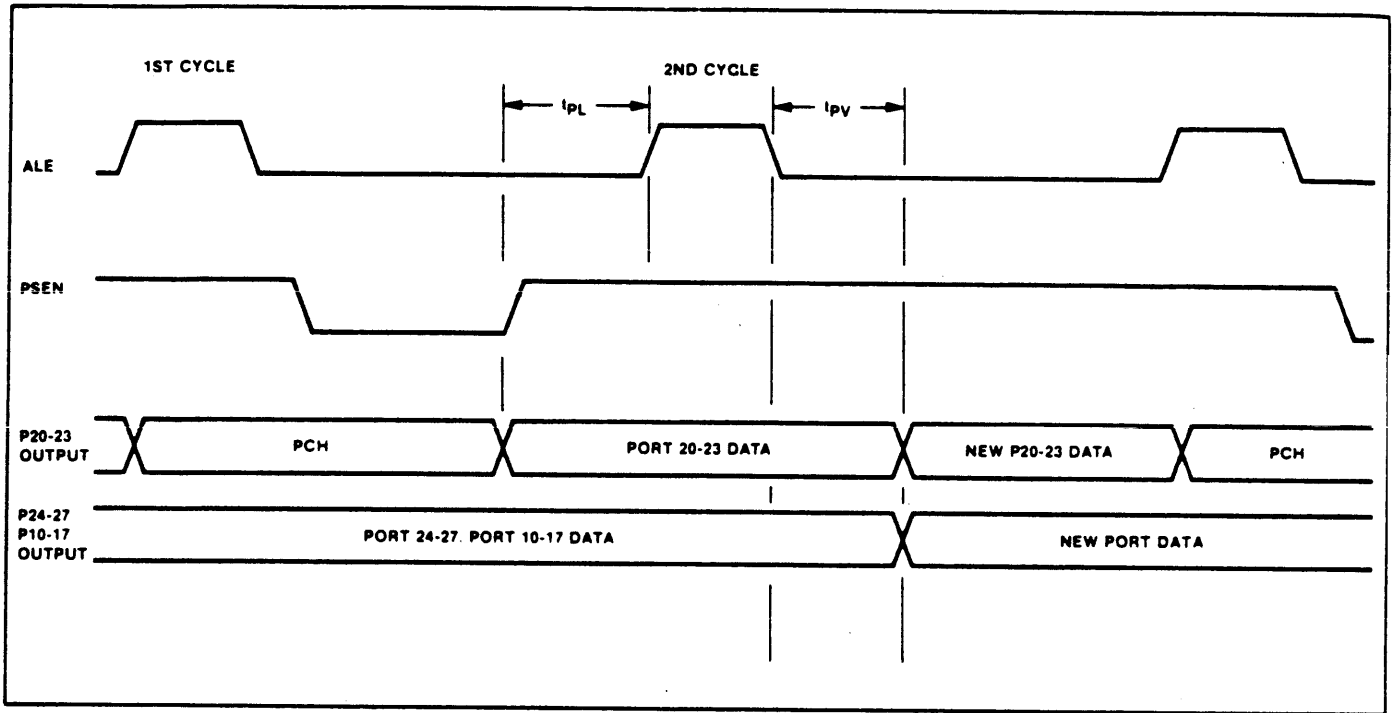 1ST CYCLE
2ND CYCLE
tPL
tPV
ALE
PSEN
P20-23
OUTPUT
PCH
PORT 20-23 DATA
NEW P20-23 DATA
PCH
P24-27
P10-17
OUTPUT
PORT 24-27. PORT 10-17 DATA
NEW PORT DATA